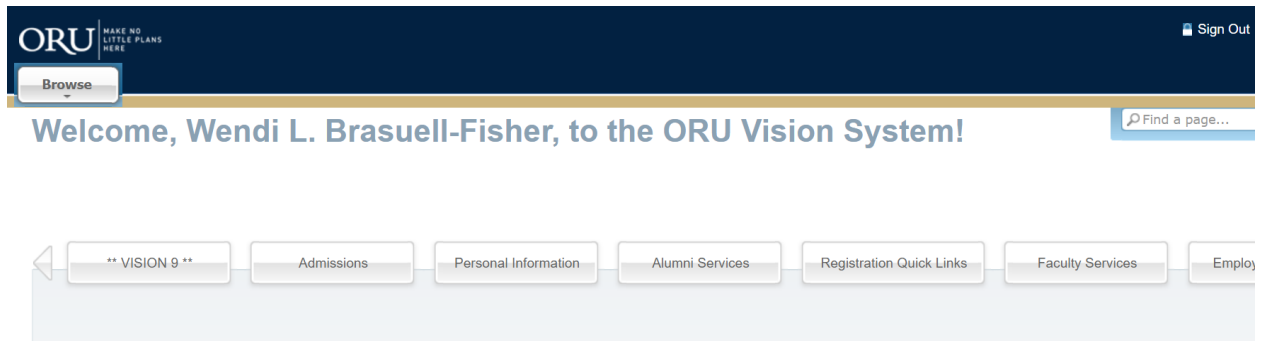 ORU MAKE NO
LITTLE PLANS
HERE
Sign Out
Browse
Welcome, Wendi L. Brasuell-Fisher, to the ORU Vision System!
Find a page...
** VISION 9 **
Admissions
Personal Information
Alumni Services
Registration Quick Links
Faculty Services
Employ